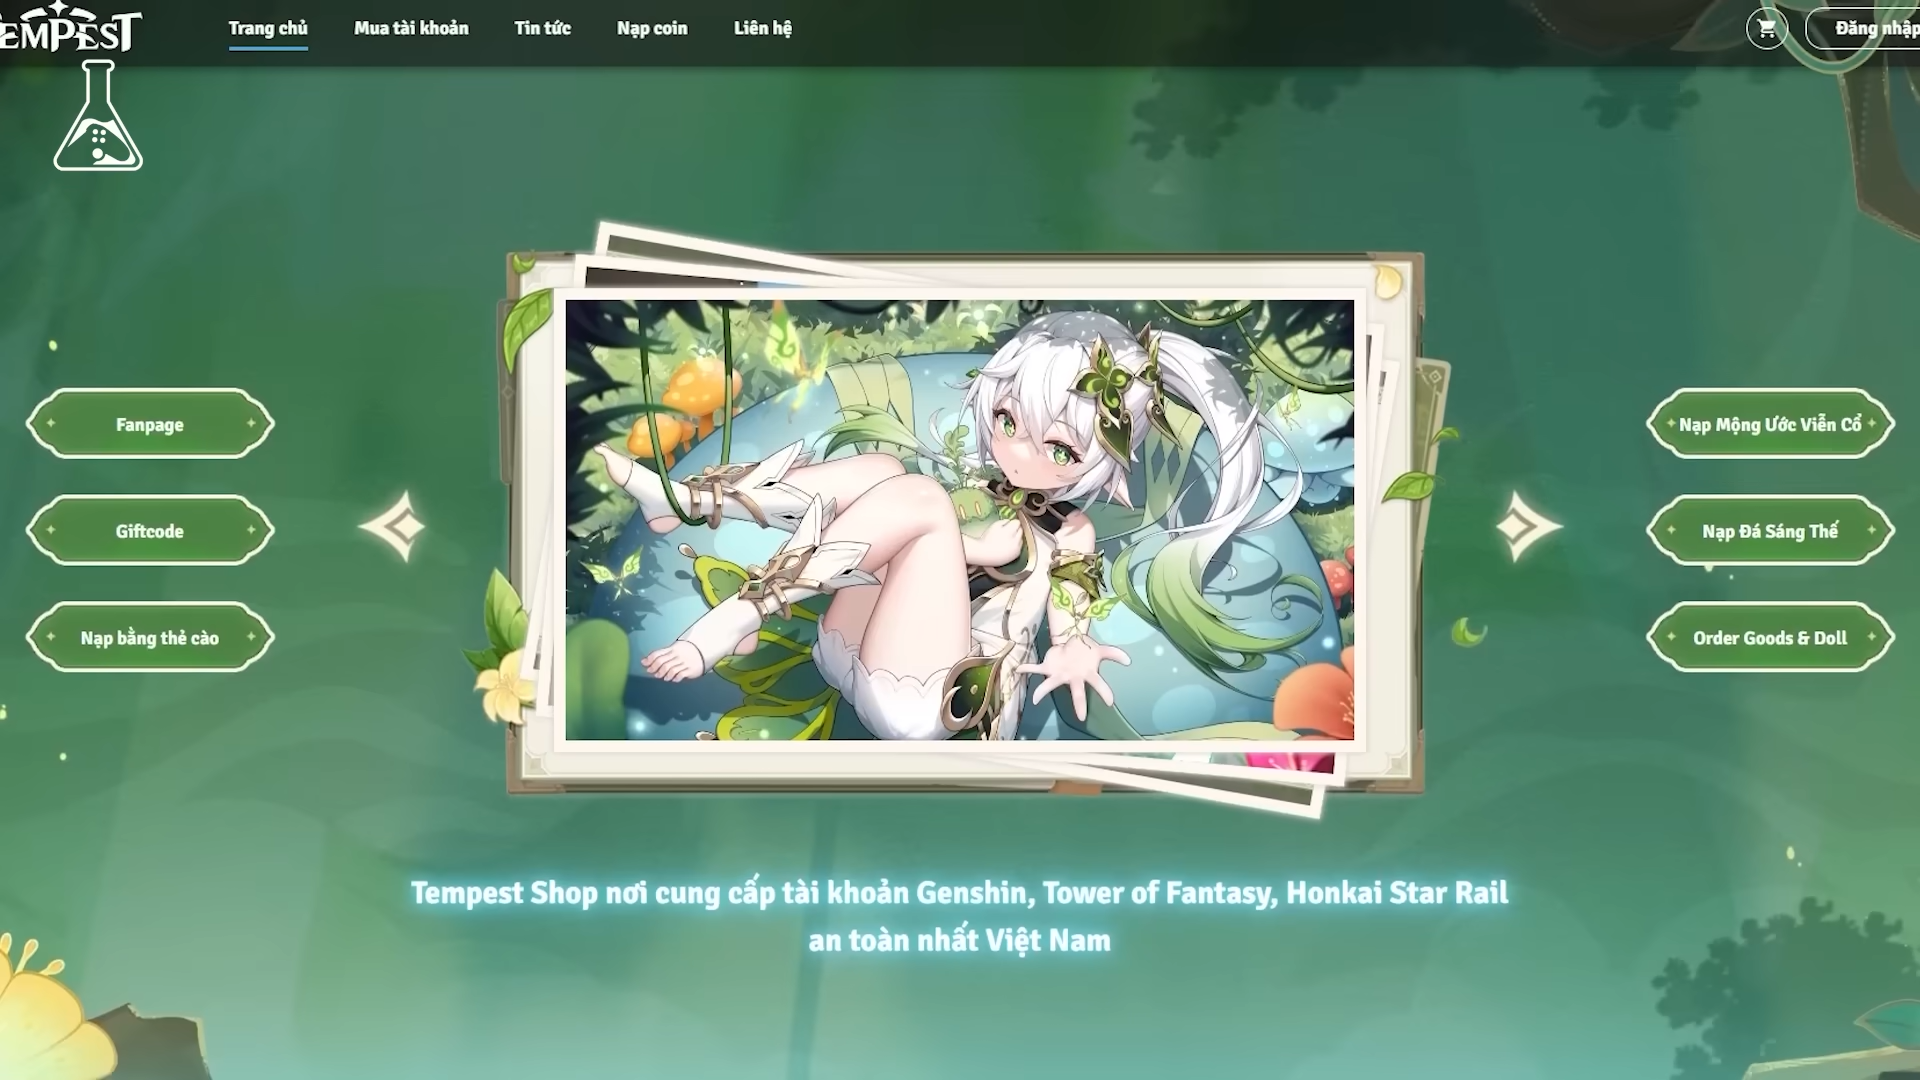 TEMPEST
Trang chủ
Mua tài khoản
Tin tức
Nạp coin
Liên hệ
Đăng nhập
Fanpage
Giftcode
Nạp bằng thẻ cào
Nạp Mộng Ước Viễn Cổ
Nạp Đá Sáng Thế
Order Goods & Doll
Tempest Shop nơi cung cấp tài khoản Genshin, Tower of Fantasy, Honkai Star Rail
an toàn nhất Việt Nam